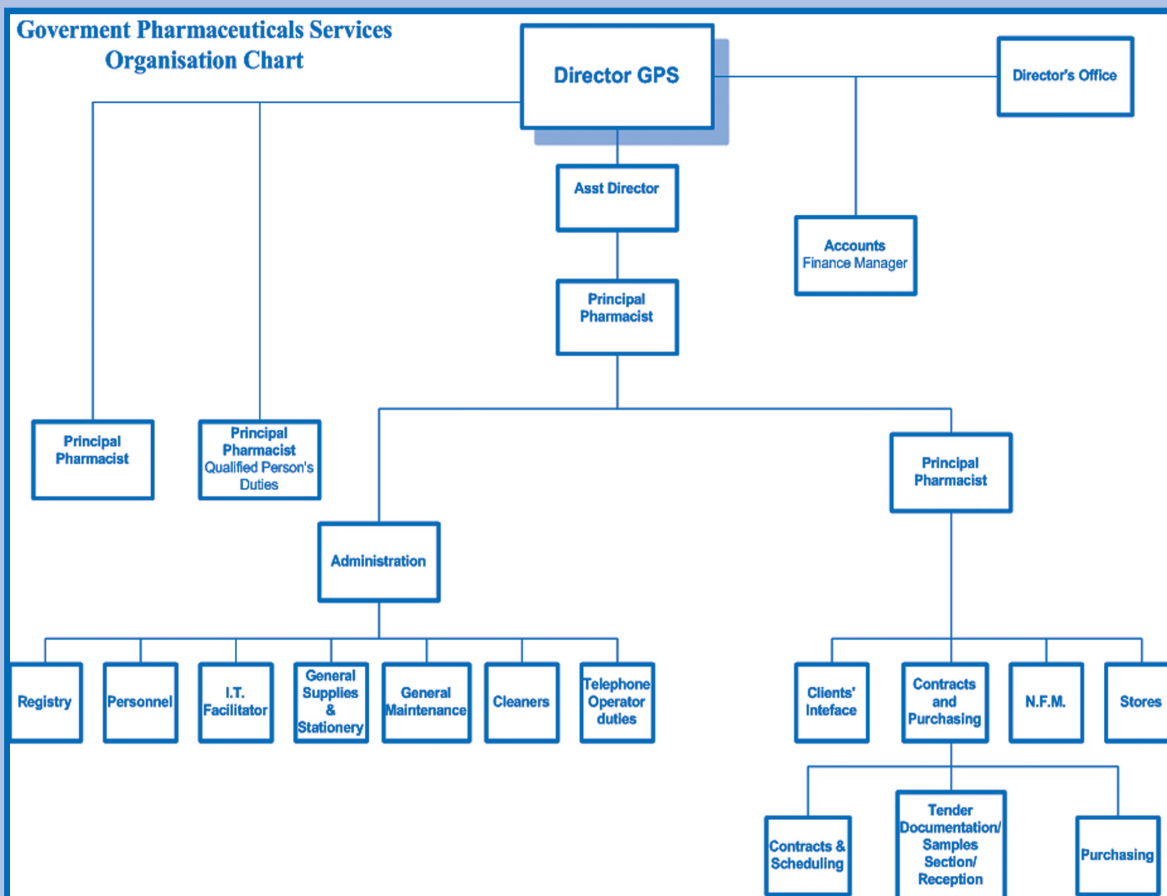 Goverment Pharmaceuticals Services
Organisation Chart
Director GPS
Director's Office
Asst Director
Accounts
Finance Manager
Principal
Pharmacist
Principal
Pharmacist
Principal
Pharmacist
Qualified Person's
Duties
Principal
Pharmacist
Administration
Registry
Personnel
I.T.
Facilitator
General
Supplies
&
Stationery
General
Maintenance
Cleaners
Telephone
Operator
duties
Clients'
Inteface
Contracts
and
Purchasing
N.F.M.
Stores
Contracts &
Scheduling
Tender
Documentation/
Samples
Section/
Reception
Purchasing